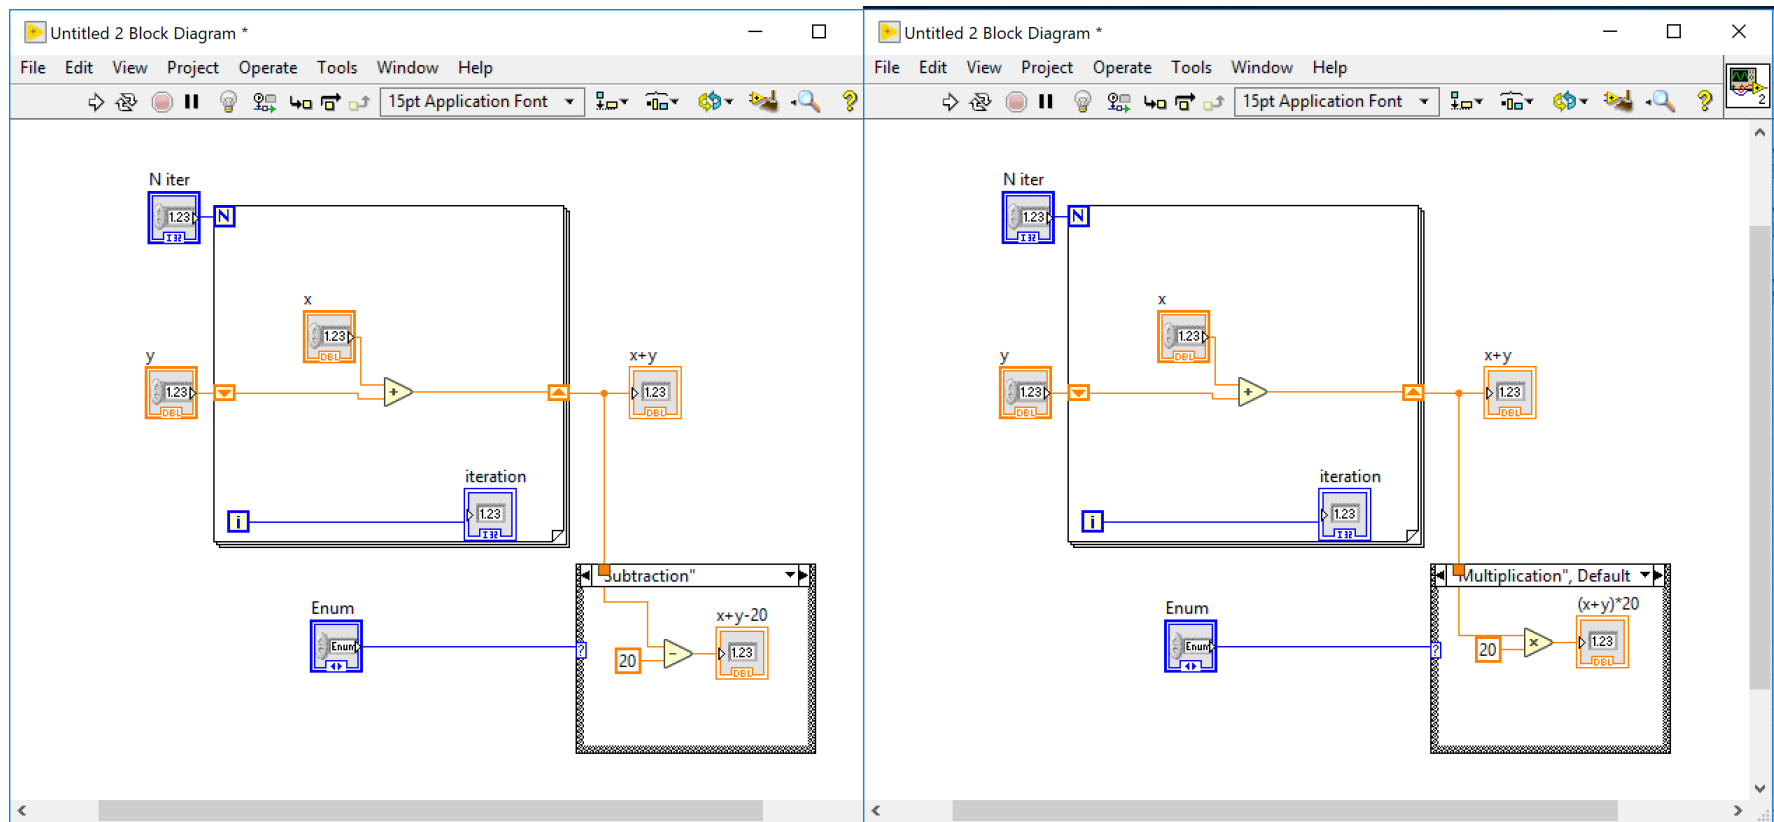 Untitled 2 Block Diagram *
File Edit View Project Operate Tools Window Help
15pt Application Font
?
N iter
1.23
I32
N
x
1.23
DBL
y
1.23
DBL
+
x+y
1.23
DBL
iteration
1.23
I32
i
Subtraction"
Enum
Enum
?
x+y-20
20
-
1.23
DBL
Untitled 2 Block Diagram *
File Edit View Project Operate Tools Window Help
15pt Application Font
?
2
N iter
1.23
I32
N
x
1.23
DBL
y
1.23
DBL
+
x+y
1.23
DBL
iteration
1.23
I32
i
Multiplication", Default
Enum
Enum
?
(x+y)*20
20
x
1.23
DBL